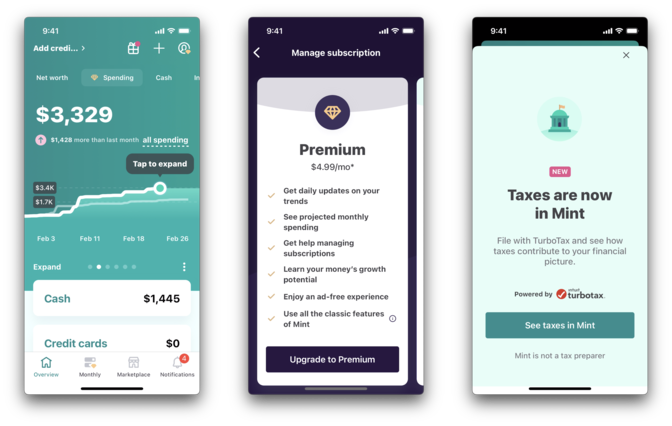 9:41
Add credi... >
Net worth
Spending
Cash
In
$3,329
$1,428 more than last month all spending
Tap to expand
$3.4K
$1.7K
Feb 3 Feb 11 Feb 18 Feb 26
Expand
Cash $1,445
Credit cards $0
Overview
Monthly
Marketplace
4
Notifications
9:41
Manage subscription
Premium
$4.99/mo*
Get daily updates on your
trends
See projected monthly
spending
Get help managing
subscriptions
Learn your money's growth
potential
Enjoy an ad-free experience
Use all the classic features
of Mint
Upgrade to Premium
9:41
NEW
Taxes are now
in Mint
File with TurboTax and see how
taxes contribute to your financial
picture.
Powered by intuit turbotax.
See taxes in Mint
Mint is not a tax preparer